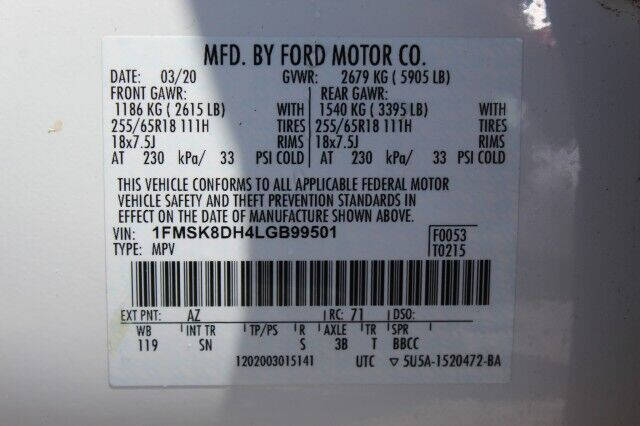 MFD. BY FORD MOTOR CO.
DATE: 03/20 GVWR: 2679 KG ( 5905 LB)
FRONT GAWR: REAR GAWR:
1186 KG ( 2615 LB) WITH 1540 KG ( 3395 LB) WITH
255/65R18 111H TIRES 255/65R18 111H TIRES
18x7.5J RIMS 18x7.5J RIMS
AT 230 kPa/ 33 PSI COLD AT 230 kPa/ 33 PSI COLD
THIS VEHICLE CONFORMS TO ALL APPLICABLE FEDERAL MOTOR
VEHICLE SAFETY AND THEFT PREVENTION STANDARDS IN
EFFECT ON THE DATE OF MANUFACTURE SHOWN ABOVE.
VIN: 1FMSK8DH4LGB99501 F0053
TYPE: MPV T0215
EXT PNT: AZ RC: 71 DSO:
WB INT TR TP/PS R AXLE TR SPR
119 SN S 3B T BBCC
1202003015141 UTC ▽ 5U5A-1520472-BA